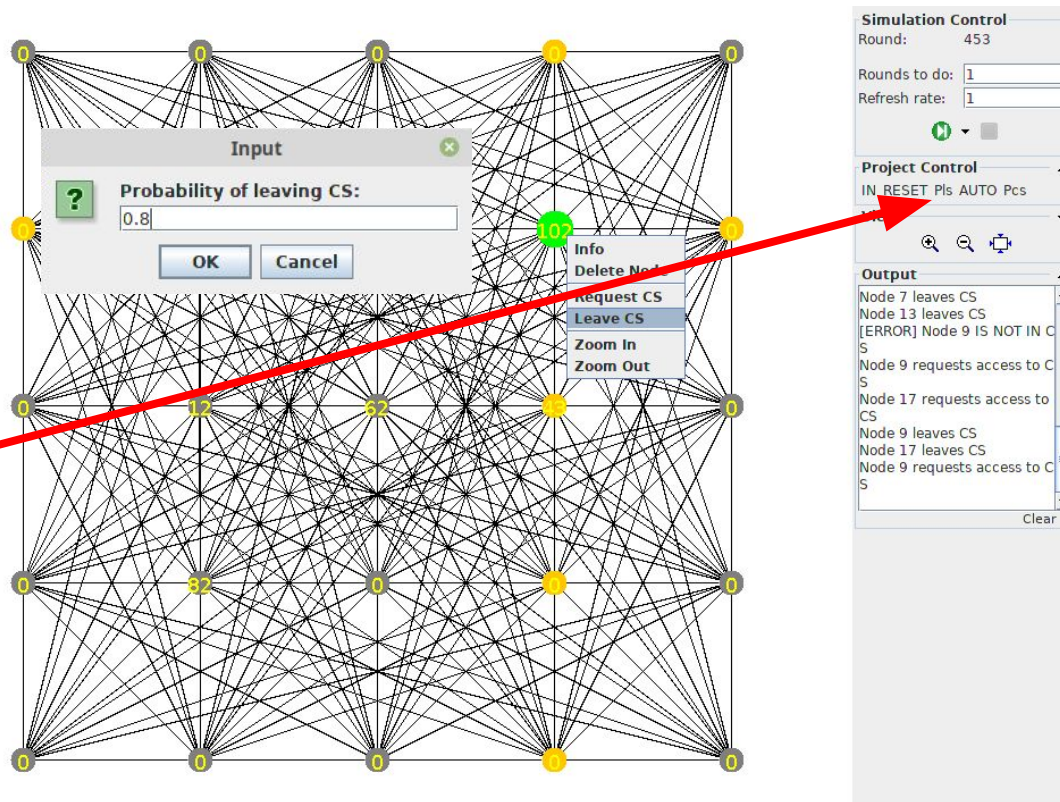 0 0 0 0 0
Input
Probability of leaving CS:
0.8
OK Cancel
0 102 0
Info
Delete Node
Request CS
Leave CS
Zoom In
Zoom Out
0 12 62 0
0 82 0 0 0
0 0 0 0 0
Simulation Control
Round: 453
Rounds to do: 1
Refresh rate: 1
Project Control
IN RESET Pls AUTO Pcs
Output
Node 7 leaves CS
Node 13 leaves CS
[ERROR] Node 9 IS NOT IN C
S
Node 9 requests access to C
S
Node 17 requests access to
CS
Node 9 leaves CS
Node 17 leaves CS
Node 9 requests access to C
S
Clear